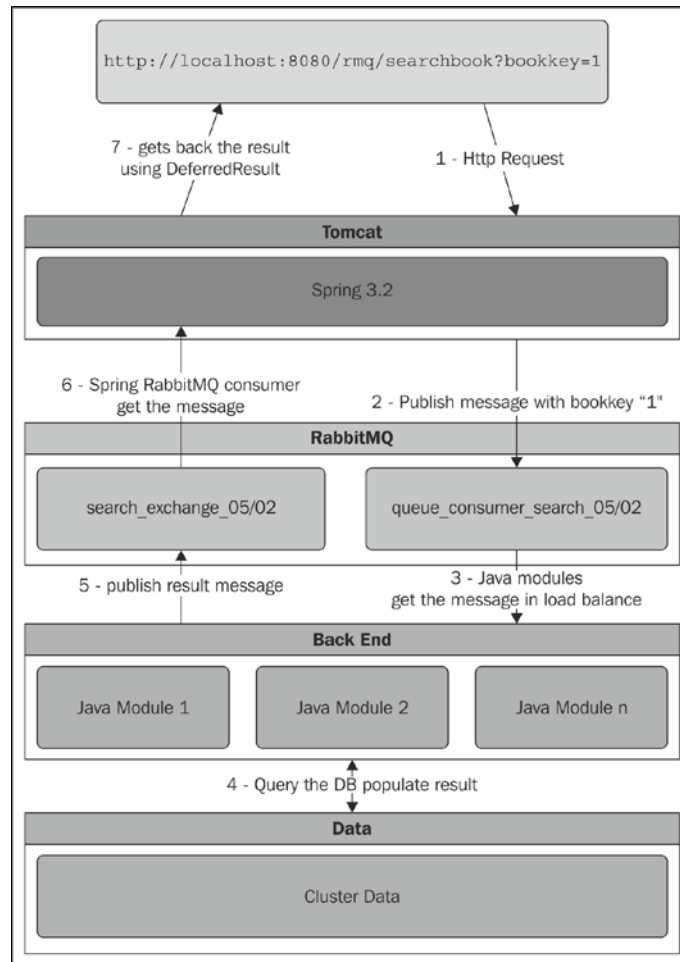 http://localhost:8080/rmq/searchbook?bookkey=1
7 - gets back the result
using DeferredResult
1 - Http Request
Tomcat
Spring 3.2
6 - Spring RabbitMQ consumer
get the message
2 - Publish message with bookkey “1"
RabbitMQ
search_exchange_05/02
queue_consumer_search_05/02
5 - publish result message
3 - Java modules
get the message in load balance
Back End
Java Module 1
Java Module 2
Java Module n
4 - Query the DB populate result
Data
Cluster Data